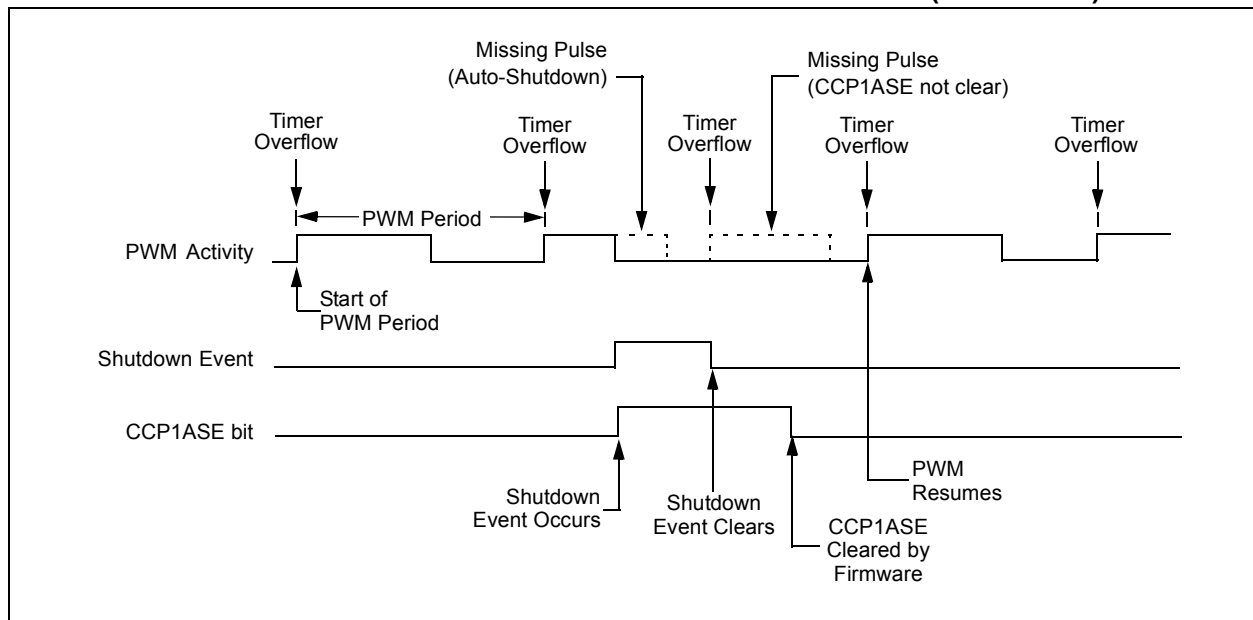 Missing Pulse
(Auto-Shutdown)
Missing Pulse
(CCP1ASE not clear)
Timer
Overflow
Timer
Overflow
Timer
Overflow
Timer
Overflow
Timer
Overflow
PWM Period
PWM Activity
Start of
PWM Period
Shutdown Event
CCP1ASE bit
Shutdown
Event Occurs
Shutdown
Event Clears
PWM
Resumes
CCP1ASE
Cleared by
Firmware